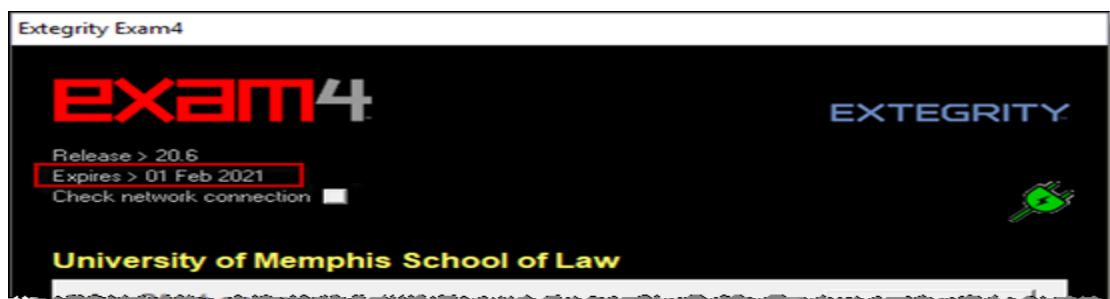 Extegrity Exam4
exam4
EXTEGRITY
Release > 20.6
Expires > 01 Feb 2021
Check network connection
University of Memphis School of Law